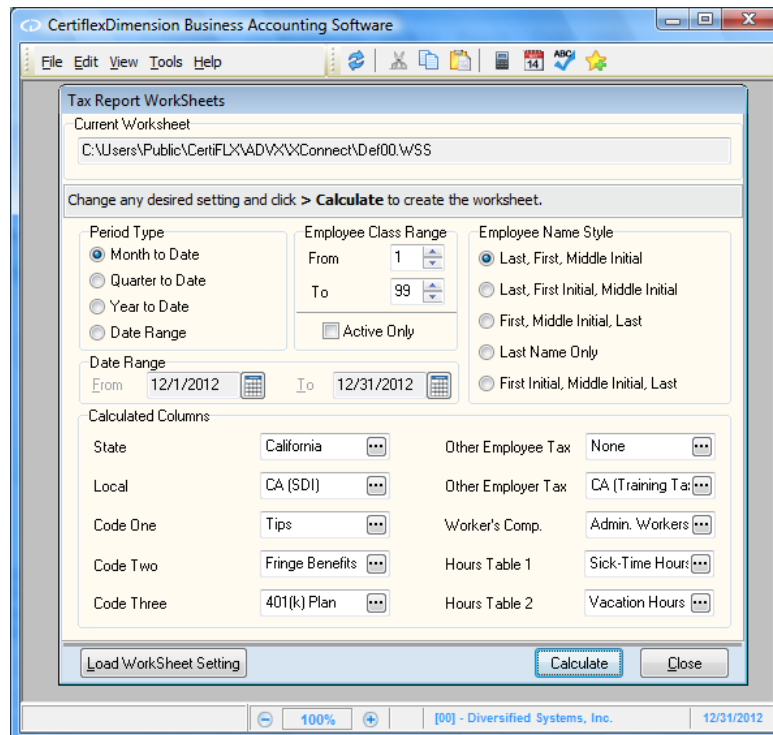 CertiflexDimension Business Accounting Software
File Edit View Tools Help
14 ABC
Tax Report WorkSheets
Current Worksheet
C:\Users\Public\CertiFLX\ADVX\XConnect\Def00.WSS
Change any desired setting and click > Calculate to create the worksheet.
Period Type
Month to Date
Quarter to Date
Year to Date
Date Range
Employee Class Range
From 1
To 99
Active Only
Employee Name Style
Last, First, Middle Initial
Last, First Initial, Middle Initial
First, Middle Initial, Last
Last Name Only
First Initial, Middle Initial, Last
Date Range
From 12/1/2012 To 12/31/2012
Calculated Columns
State California Other Employee Tax None
Local CA (SDI) Other Employer Tax CA (Training Ta
Code One Tips Worker's Comp. Admin. Workers
Code Two Fringe Benefits Hours Table 1 Sick-Time Hour
Code Three 401(k) Plan Hours Table 2 Vacation Hours
Load WorkSheet Setting Calculate Close
100% [00] - Diversified Systems, Inc. 12/31/2012